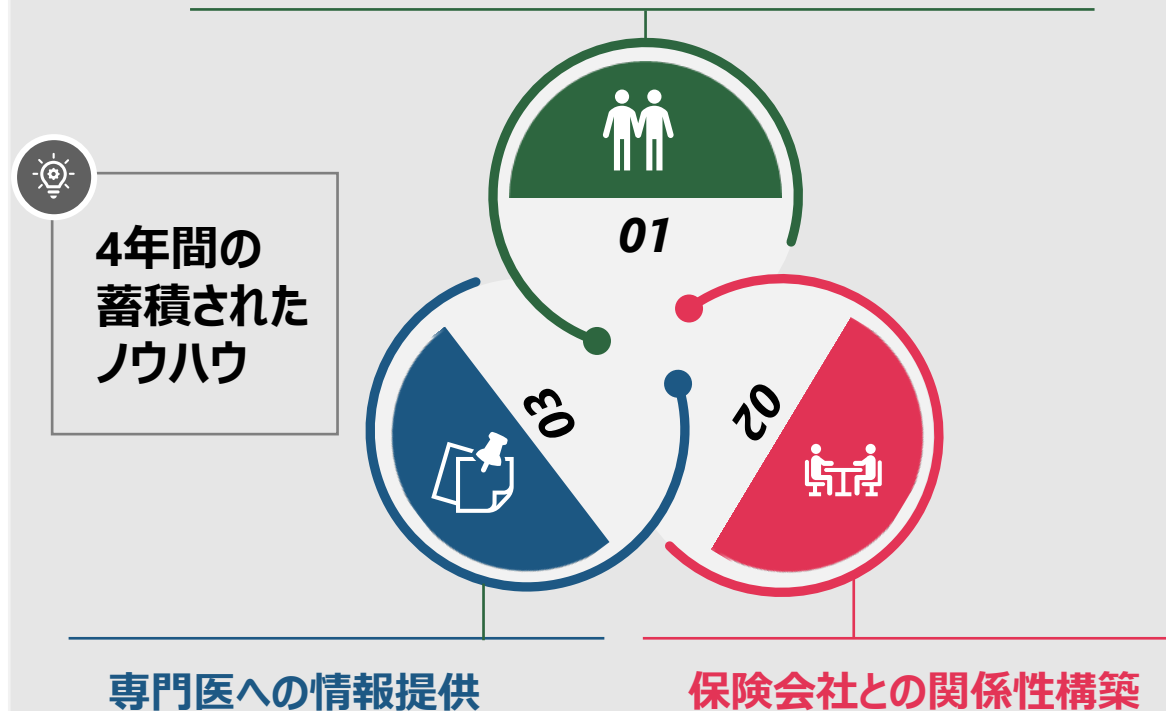 01
4年間の
蓄積された
ノウハウ
03
02
専門医への情報提供
保険会社との関係性構築